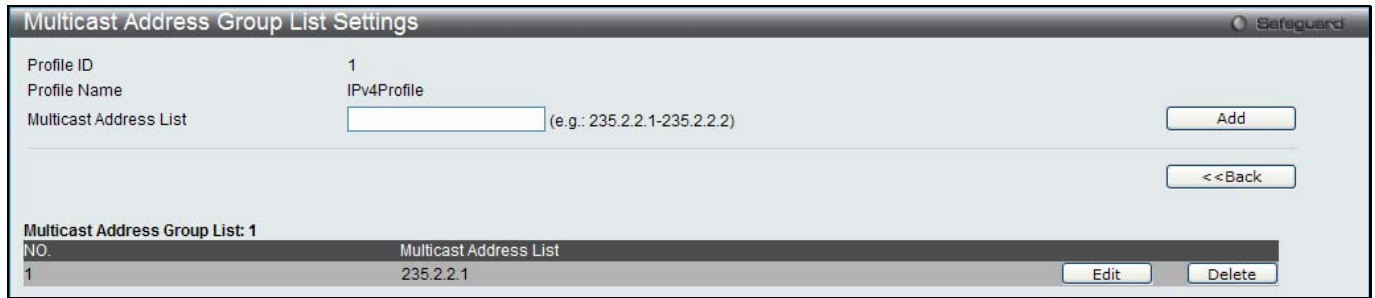 Multicast Address Group List Settings
Safeguard
Profile ID 1
Profile Name IPv4Profile
Multicast Address List (e.g.: 235.2.2.1-235.2.2.2) Add
<<Back
Multicast Address Group List: 1
NO. Multicast Address List
1 235.2.2.1 Edit Delete